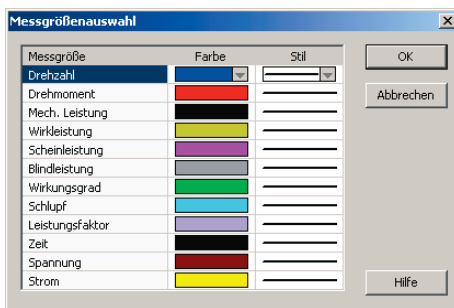 Messgrößenauswahl
Messgröße Farbe Stil
Drehzahl
Drehmoment
Mech. Leistung
Wirkleistung
Scheinleistung
Blindleistung
Wirkungsgrad
Schlupf
Leistungsfaktor
Zeit
Spannung
Strom
OK
Abbrechen
Hilfe